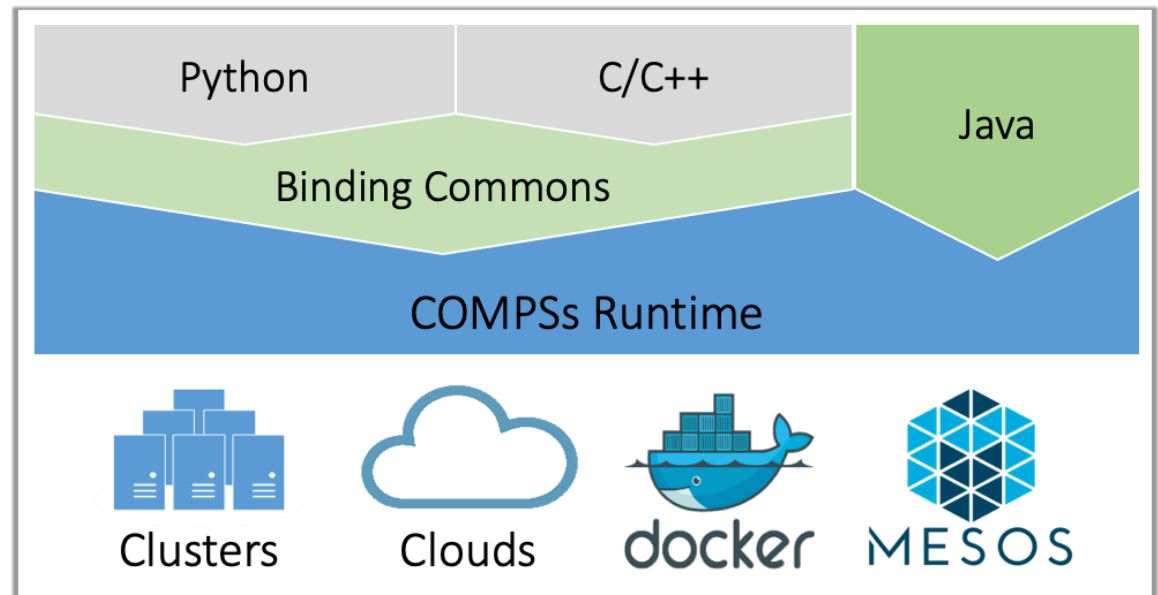 Python
C/C++
Java
Binding Commons
COMPSs Runtime
Clusters
Clouds
docker
MESOS